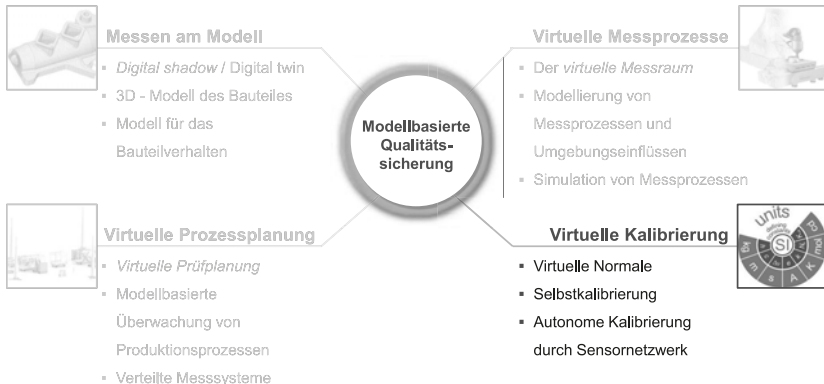 Messen am Modell
▪ Digital shadow / Digital twin
▪ 3D - Modell des Bauteiles
▪ Modell für das
Bauteilverhalten
Virtuelle Messprozesse
▪ Der virtuelle Messraum
▪ Modellierung von
Messprozessen und
Umgebungseinflüssen
▪ Simulation von Messprozessen
Modellbasierte
Qualitäts-
sicherung
Virtuelle Prozessplanung
▪ Virtuelle Prüfplanung
▪ Modellbasierte
Überwachung von
Produktionsprozessen
▪ Verteilte Messsysteme
Virtuelle Kalibrierung
▪ Virtuelle Normale
▪ Selbstkalibrierung
▪ Autonome Kalibrierung
durch Sensornetzwerk
units
SI
kg
m
s
A
K
mol
cd